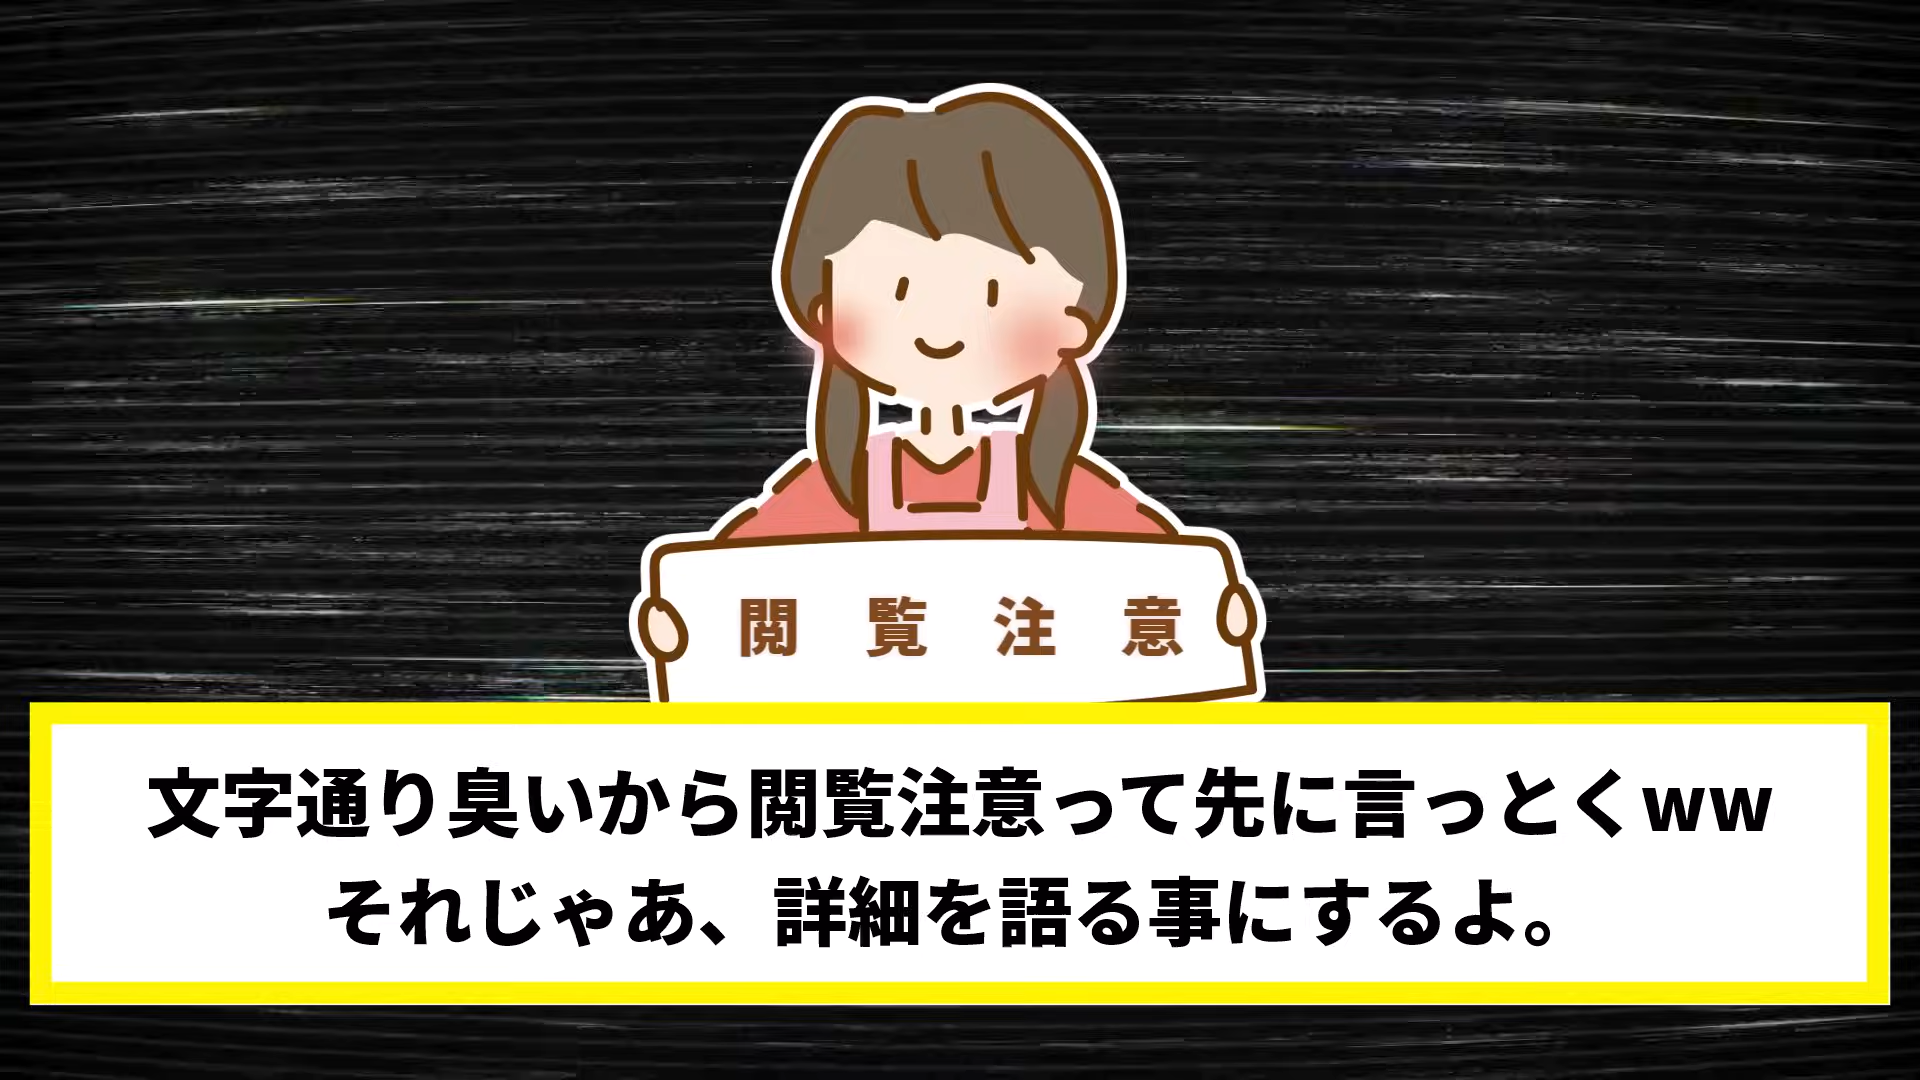 閲覧注意
文字通り臭いから閲覧注意って先に言っとくww
それじゃあ、詳細を語る事にするよ。